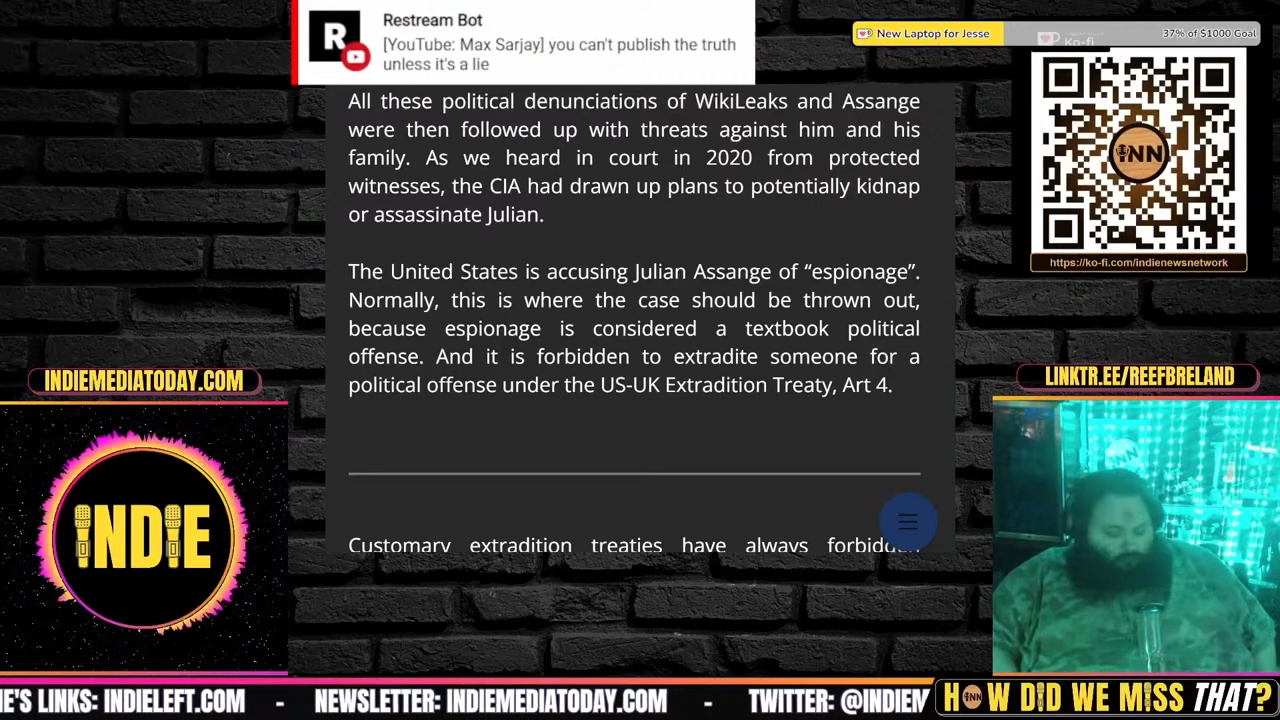 Restream Bot
[YouTube: Max Sarjay] you can't publish the truth
unless it's a lie
R
New Laptop for Jesse
37% of $1000 Goal
Ko-fi
INN
https://ko-fi.com/indienewsnetwork
All these political denunciations of WikiLeaks and Assange
were then followed up with threats against him and his
family. As we heard in court in 2020 from protected
witnesses, the CIA had drawn up plans to potentially kidnap
or assassinate Julian.
The United States is accusing Julian Assange of “espionage”.
Normally, this is where the case should be thrown out,
because espionage is considered a textbook political
offense. And it is forbidden to extradite someone for a
political offense under the US-UK Extradition Treaty, Art 4.
Customary extradition treaties have always forbidden
INDIEMEDIATODAY.COM
LINKTR.EE/REEFBRELAND
INDIE
IE'S LINKS: INDIELEFT.COM - NEWSLETTER: INDIEMEDIATODAY.COM - TWITTER: @INDIEM
HOW DID WE MISS THAT?